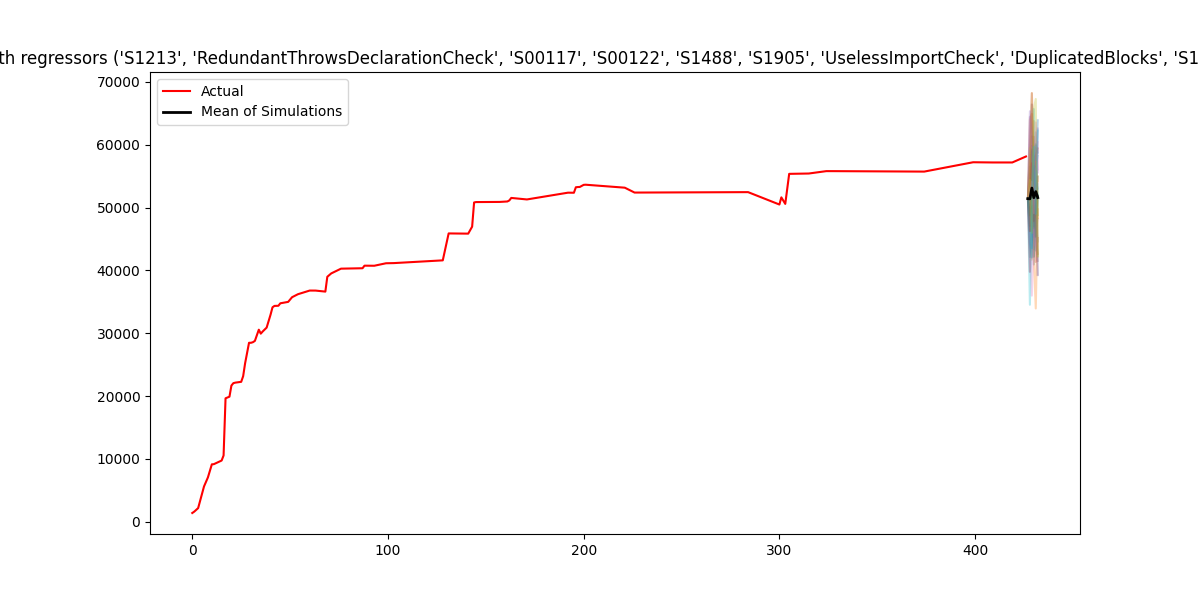 th regressors ('S1213', 'RedundantThrowsDeclarationCheck', 'S00117', 'S00122', 'S1488', 'S1905', 'UselessImportCheck', 'DuplicatedBlocks', 'S1
Actual
Mean of Simulations
70000
60000
50000
40000
30000
20000
10000
0
0 100 200 300 400